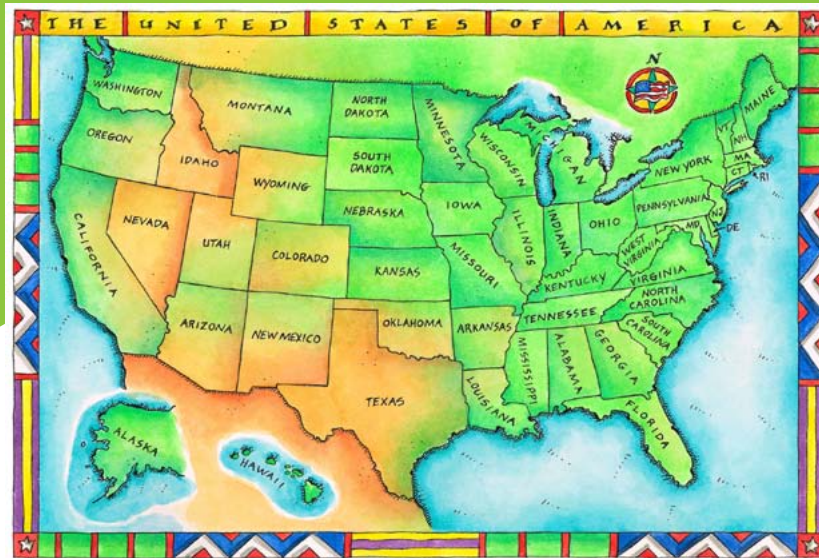 THE UNITED STATES OF AMERICA
N
WASHINGTON
OREGON
CALIFORNIA
NEVADA
IDAHO
MONTANA
WYOMING
UTAH
COLORADO
ARIZONA
NEW MEXICO
NORTH
DAKOTA
SOUTH
DAKOTA
NEBRASKA
KANSAS
OKLAHOMA
TEXAS
MINNESOTA
IOWA
MISSOURI
ARKANSAS
LOUISIANA
WISCONSIN
ILLINOIS
MICHI
GAN
INDIANA
OHIO
KENTUCKY
TENNESSEE
MISSISSIPPI
ALABAMA
GEORGIA
FLORIDA
SOUTH
CAROLINA
NORTH
CAROLINA
VIRGINIA
WEST
VIRGINIA
PENNSYLVANIA
NEW YORK
MAINE
VT
NH
MA
CT
RI
NJ
DE
MD
ALASKA
HAWAII